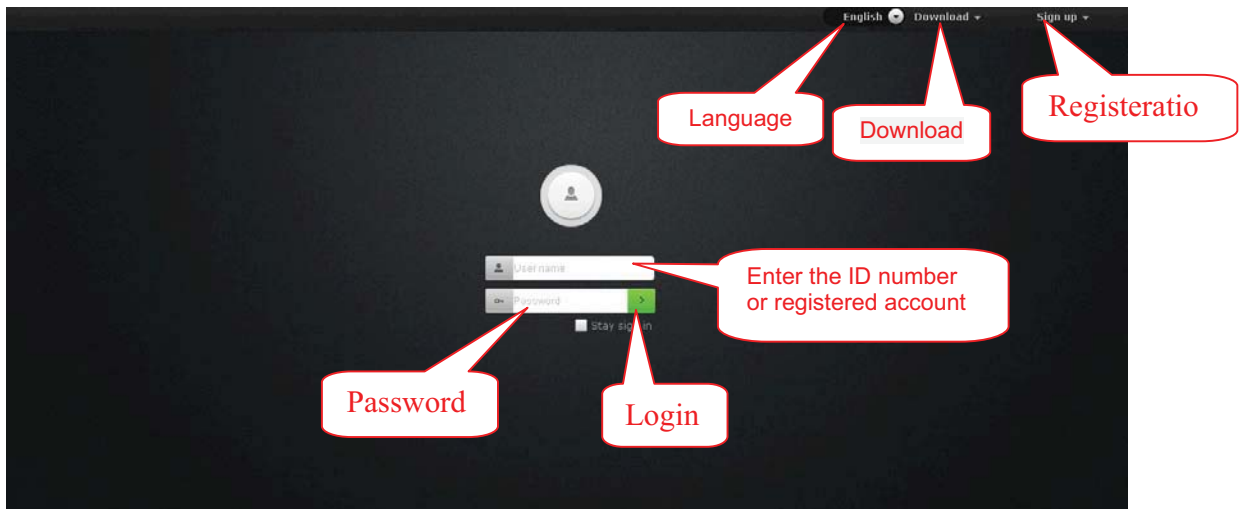 English Download Sign up
Language
Download
Registeratio
Username
Enter the ID number
or registered account
Password
Stay sign in
Password
Login